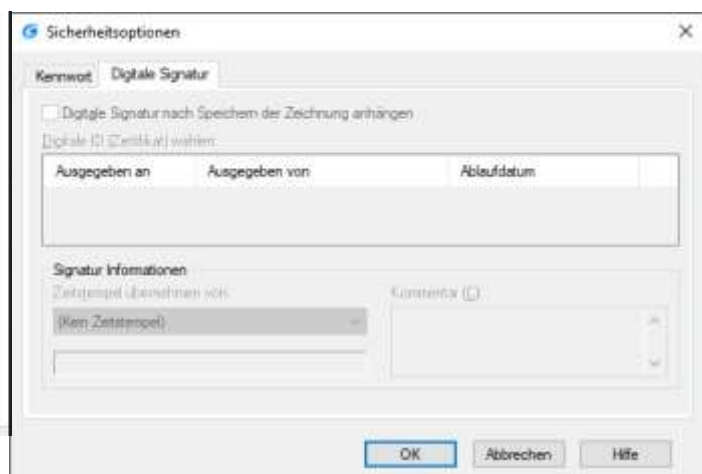 Sicherheitsoptionen
Kennwort Digitale Signatur
Digitale Signatur nach Speichern der Zeichnung anhängen
Digitale ID (Zertifikat) wählen
Ausgegeben an Ausgegeben von Ablaufdatum
Signatur Informationen
Zeitstempel übernehmen von: Kommentar (C)
(Kein Zeitstempel)
OK Abbrechen Hilfe